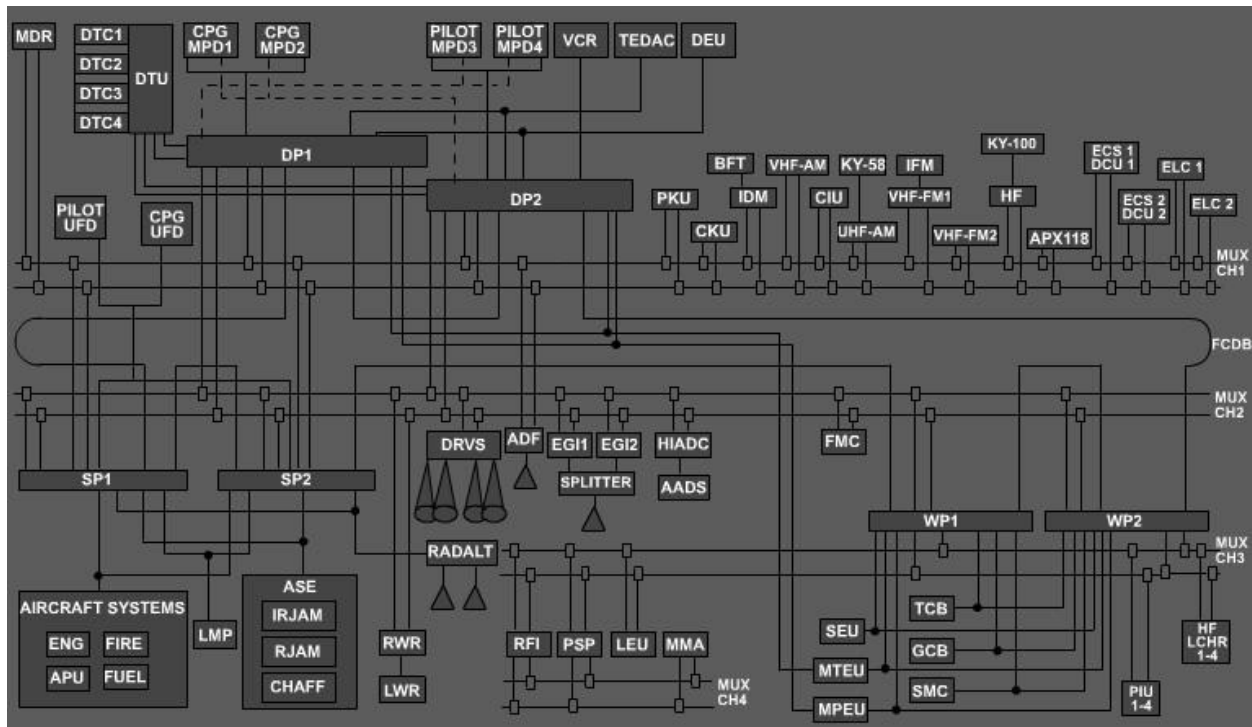 MDR
DTC1
DTC2
DTC3
DTC4
DTU
CPG
MPD1
CPG
MPD2
PILOT
MPD3
PILOT
MPD4
VCR
TEDAC
DEU
DP1
DP2
PILOT
UFD
CPG
UFD
PKU
CKU
BFT
IDM
VHF-AM
CIU
KY-58
UHF-AM
IFM
VHF-FM1
VHF-FM2
KY-100
HF
APX118
ECS 1
DCU 1
ECS 2
DCU 2
ELC 1
ELC 2
MUX
CH1
FCDB
MUX
CH2
SP1
SP2
DRVS
ADF
EGI1
EGI2
SPLITTER
HIADC
AADS
FMC
WP1
WP2
RADALT
MUX
CH3
AIRCRAFT SYSTEMS
ENG
FIRE
APU
FUEL
LMP
ASE
IRJAM
RJAM
CHAFF
RWR
LWR
RFI
PSP
LEU
MMA
MUX
CH4
TCB
SEU
GCB
MTEU
SMC
MPEU
PIU
1-4
HF
LCHR
1-4